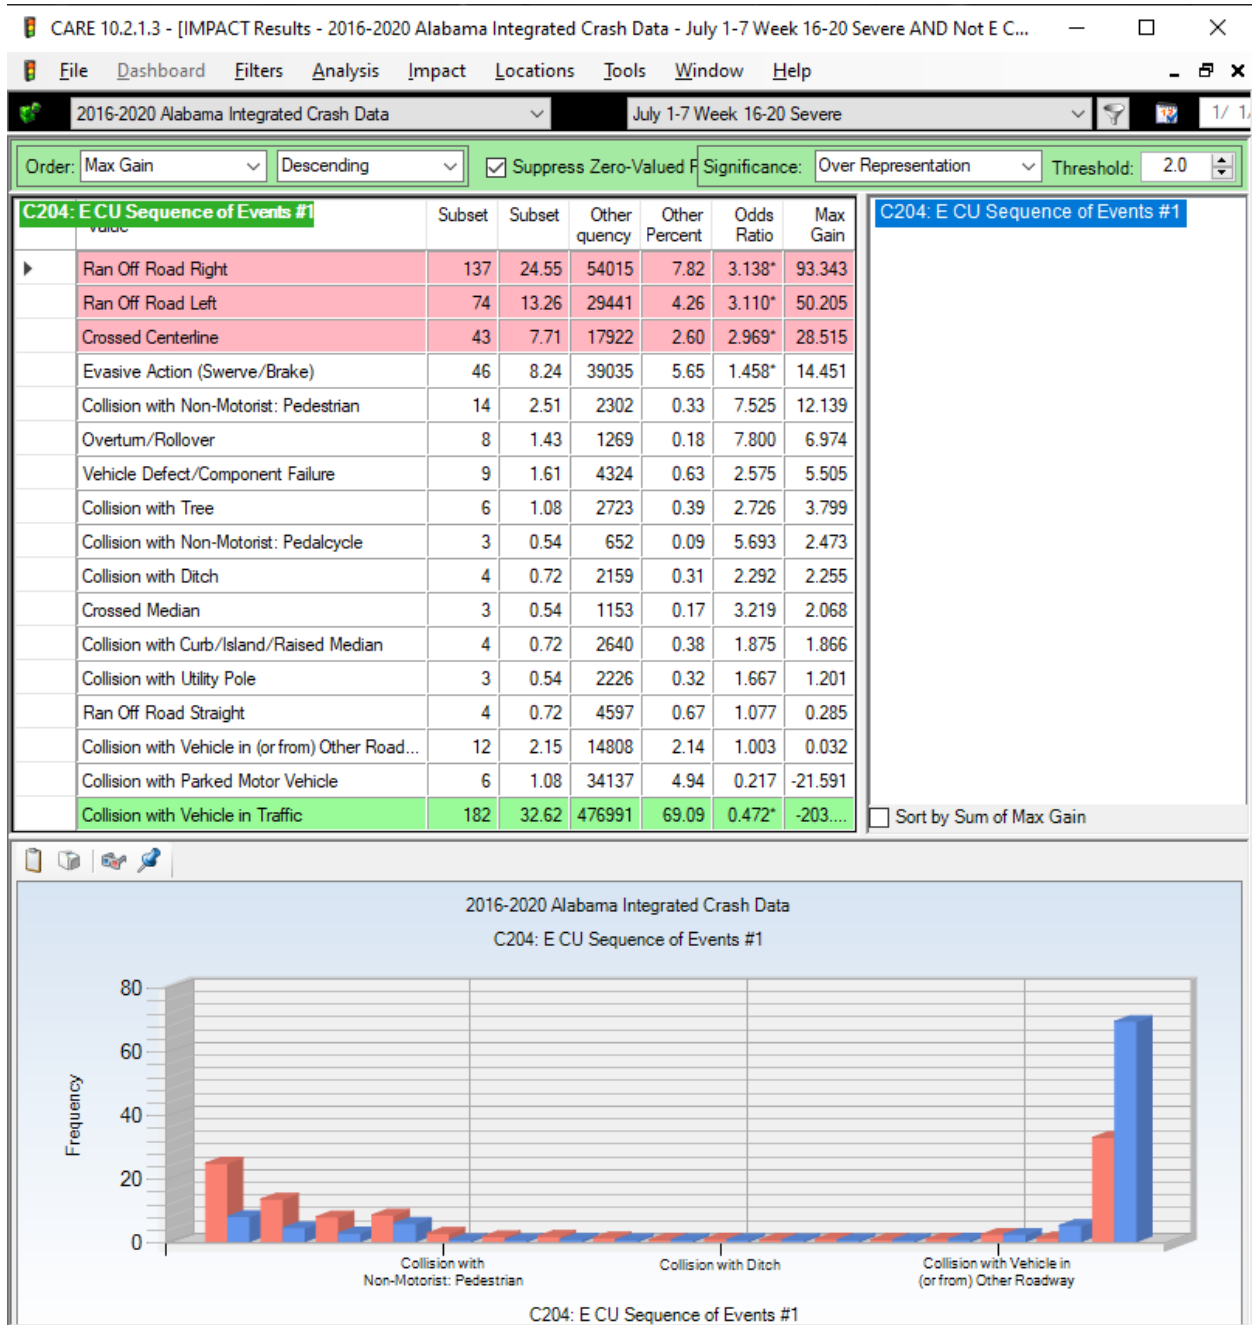 CARE 10.2.1.3 - [IMPACT Results - 2016-2020 Alabama Integrated Crash Data - July 1-7 Week 16-20 Severe AND Not E C...
File Dashboard Filters Analysis Impact Locations Tools Window Help
2016-2020 Alabama Integrated Crash Data July 1-7 Week 16-20 Severe 1/ 1/
Order: Max Gain Descending Suppress Zero-Valued Significance: Over Representation Threshold: 2.0
C204: E CU Sequence of Events #1 Subset Subset Other quency Other Percent Odds Ratio Max Gain C204: E CU Sequence of Events #1
Ran Off Road Right 137 24.55 54015 7.82 3.138* 93.343
Ran Off Road Left 74 13.26 29441 4.26 3.110* 50.205
Crossed Centerline 43 7.71 17922 2.60 2.969* 28.515
Evasive Action (Swerve/Brake) 46 8.24 39035 5.65 1.458* 14.451
Collision with Non-Motorist: Pedestrian 14 2.51 2302 0.33 7.525 12.139
Overturn/Rollover 8 1.43 1269 0.18 7.800 6.974
Vehicle Defect/Component Failure 9 1.61 4324 0.63 2.575 5.505
Collision with Tree 6 1.08 2723 0.39 2.726 3.799
Collision with Non-Motorist: Pedalcycle 3 0.54 652 0.09 5.693 2.473
Collision with Ditch 4 0.72 2159 0.31 2.292 2.255
Crossed Median 3 0.54 1153 0.17 3.219 2.068
Collision with Curb/Island/Raised Median 4 0.72 2640 0.38 1.875 1.866
Collision with Utility Pole 3 0.54 2226 0.32 1.667 1.201
Ran Off Road Straight 4 0.72 4597 0.67 1.077 0.285
Collision with Vehicle in (or from) Other Road... 12 2.15 14808 2.14 1.003 0.032
Collision with Parked Motor Vehicle 6 1.08 34137 4.94 0.217 -21.591
Collision with Vehicle in Traffic 182 32.62 476991 69.09 0.472* -203....
Sort by Sum of Max Gain
2016-2020 Alabama Integrated Crash Data
C204: E CU Sequence of Events #1
80
60
40
20
0
Frequency
Collision with Non-Motorist: Pedestrian
Collision with Ditch
Collision with Vehicle in (or from) Other Roadway
C204: E CU Sequence of Events #1